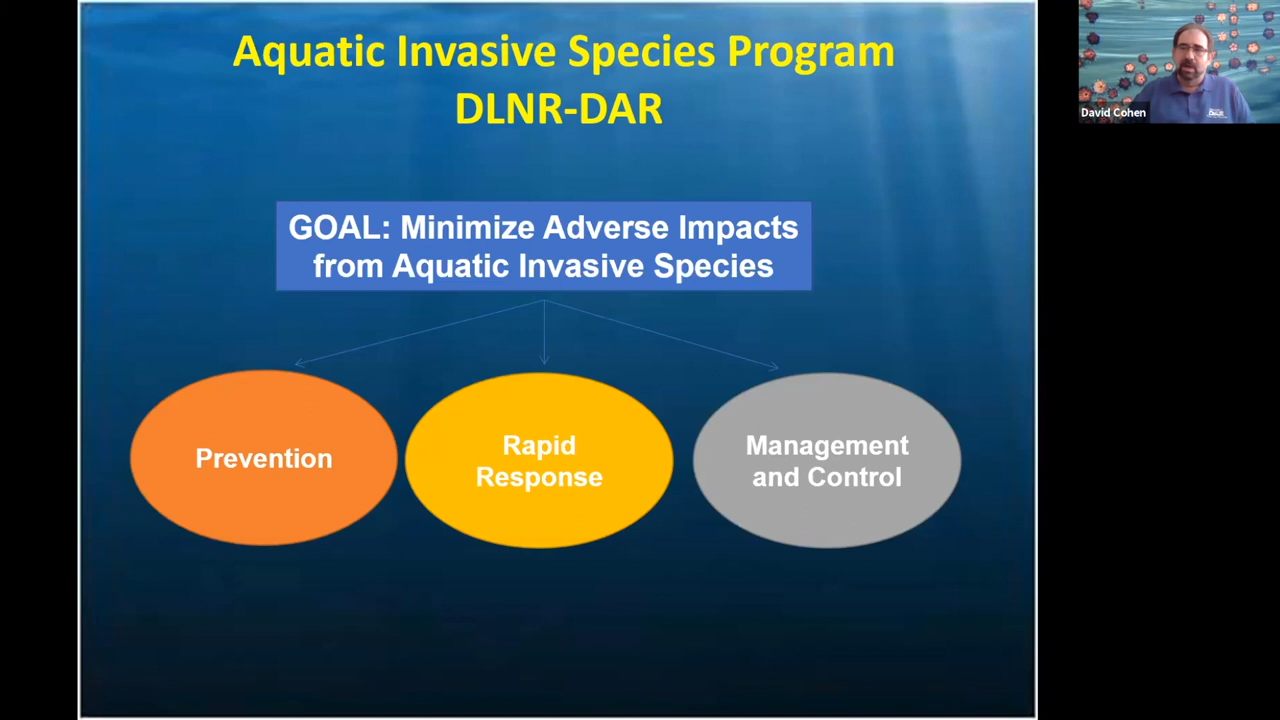 Aquatic Invasive Species Program
DLNR-DAR
GOAL: Minimize Adverse Impacts
from Aquatic Invasive Species
Prevention
Rapid
Response
Management
and Control
David Cohen